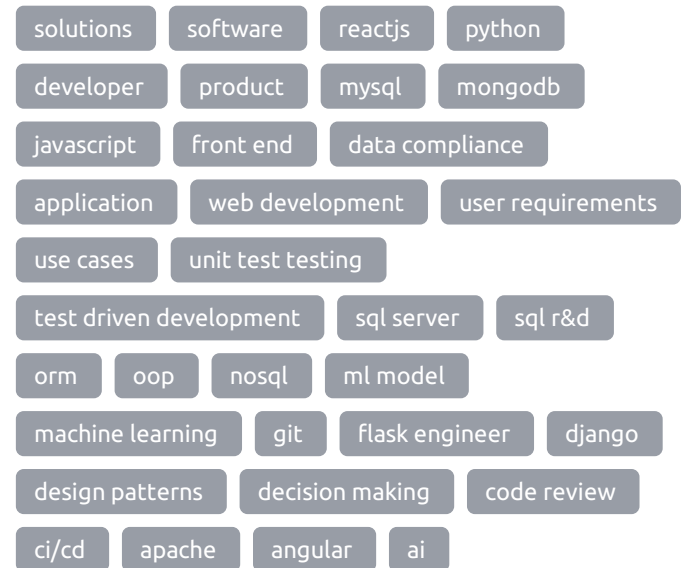 solutions software reactjs python
developer product mysql mongodb
javascript front end data compliance
application web development user requirements
use cases unit test testing
test driven development sql server sql r&d
orm oop nosql ml model
machine learning git flask engineer django
design patterns decision making code review
ci/cd apache angular ai